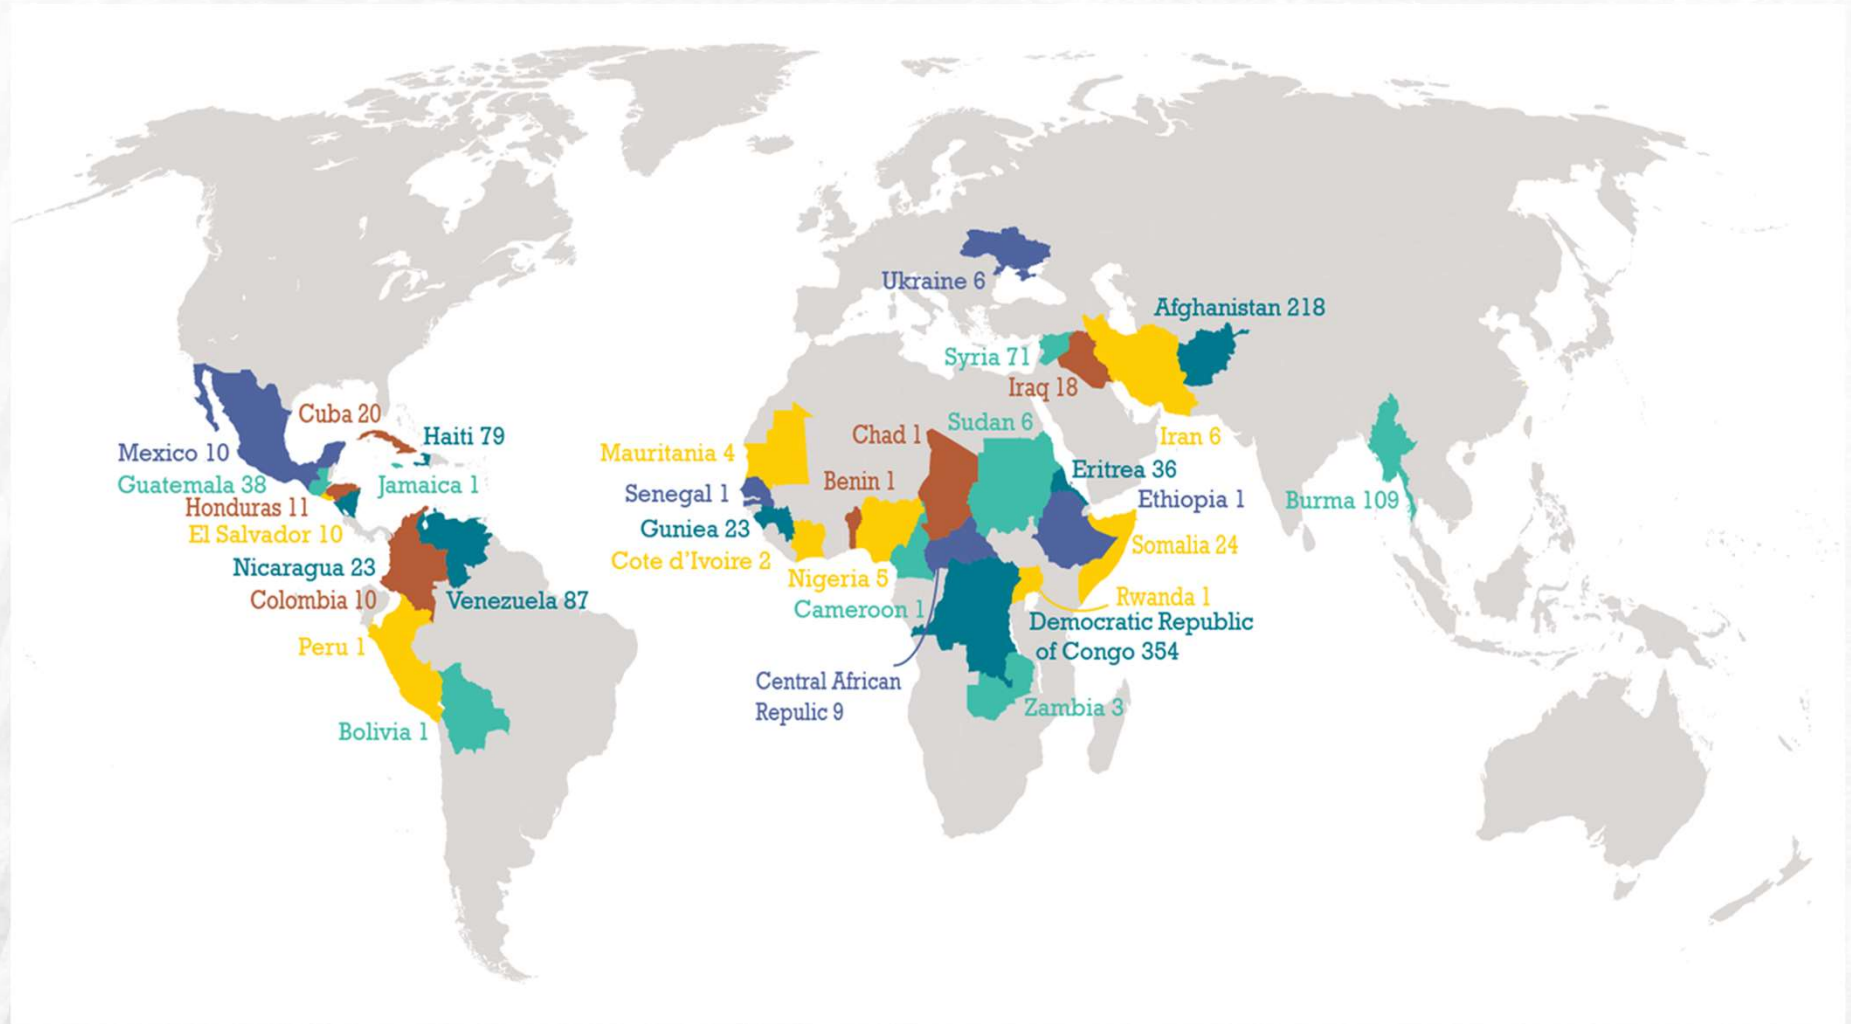 Ukraine 6
Afghanistan 218
Syria 71
Iraq 18
Iran 6
Cuba 20
Haiti 79
Mexico 10
Guatemala 38
Jamaica 1
Honduras 11
El Salvador 10
Nicaragua 23
Colombia 10
Venezuela 87
Peru 1
Bolivia 1
Mauritania 4
Senegal 1
Guniea 23
Cote d'Ivoire 2
Benin 1
Chad 1
Sudan 6
Nigeria 5
Cameroon 1
Central African
Repulic 9
Eritrea 36
Ethiopia 1
Somalia 24
Rwanda 1
Democratic Republic
of Congo 354
Zambia 3
Burma 109